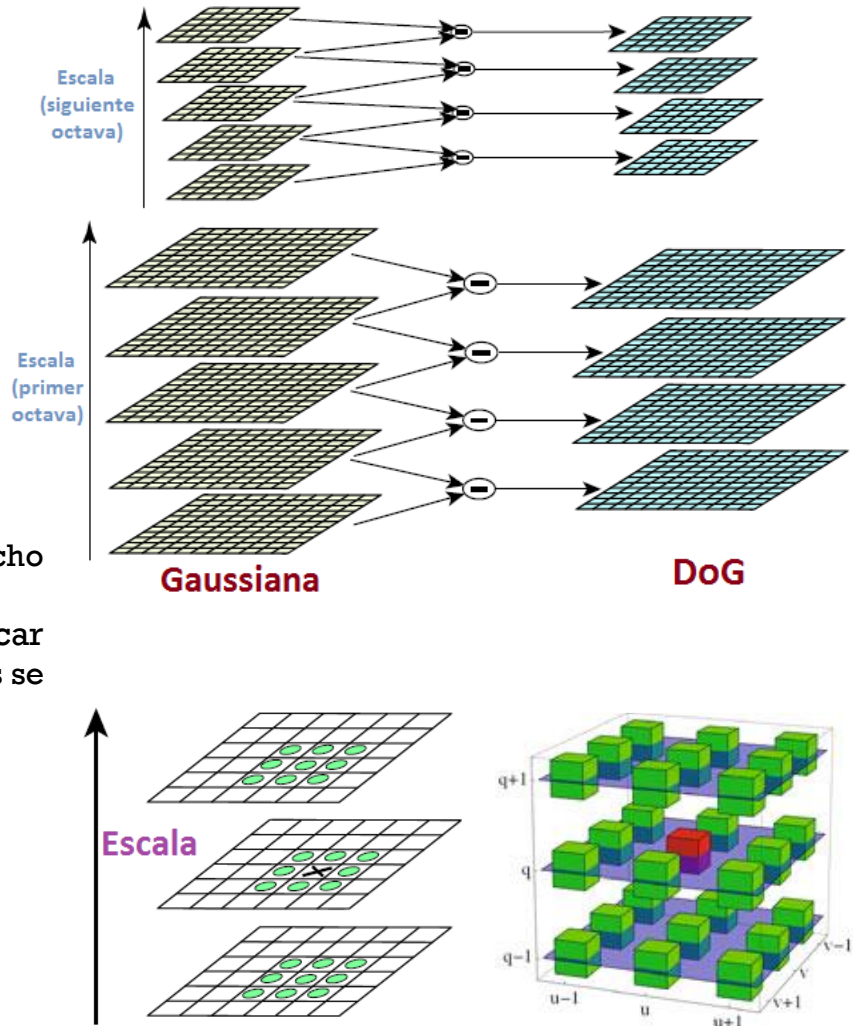 Escala
(siguiente
octava)
Escala
(primer
octava)
cho
Gaussiana
DoG
car
s se
Escala
q+1
q
q-1
u-1
u
u+1
v+1
v
v-1